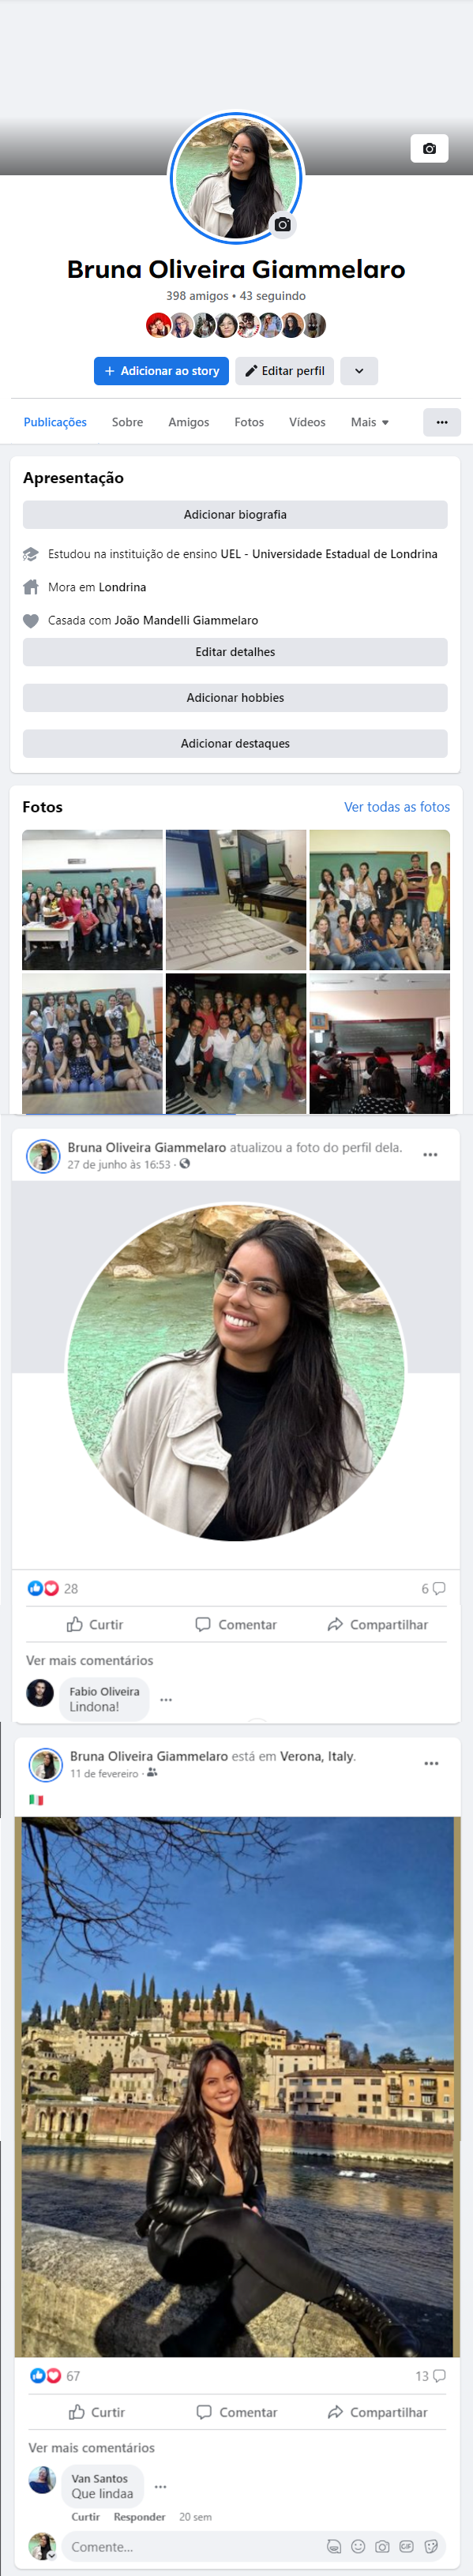 Bruna Oliveira Giammelaro
398 amigos • 43 seguindo
+ Adicionar ao story
Editar perfil
Publicações Sobre Amigos Fotos Vídeos Mais
Apresentação
Adicionar biografia
Estudou na instituição de ensino UEL - Universidade Estadual de Londrina
Mora em Londrina
Casada com João Mandelli Giammelaro
Editar detalhes
Adicionar hobbies
Adicionar destaques
Fotos Ver todas as fotos
Bruna Oliveira Giammelaro atualizou a foto do perfil dela.
27 de junho às 16:53 ·
28 6
Curtir Comentar Compartilhar
Ver mais comentários
Fabio Oliveira
Lindona!
Bruna Oliveira Giammelaro está em Verona, Italy.
11 de fevereiro ·
67 13
Curtir Comentar Compartilhar
Ver mais comentários
Van Santos
Que lindaa
Curtir Responder 20 sem
Comente...
GIF